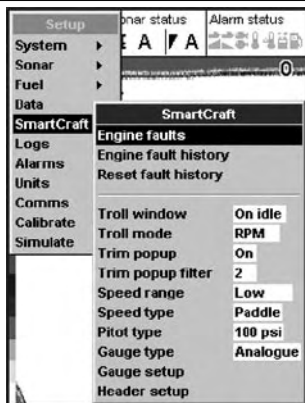 Setup
onar status
Alarm status
System
Sonar
Fuel
Data
SmartCraft
Logs
Alarms
Units
Comms
Calibrate
Simulate
A
A
0
SmartCraft
Engine faults
Engine fault history
Reset fault history
Troll window On idle
Troll mode RPM
Trim popup On
Trim popup filter 2
Speed range Low
Speed type Paddle
Pitot type 100 psi
Gauge type Analogue
Gauge setup
Header setup